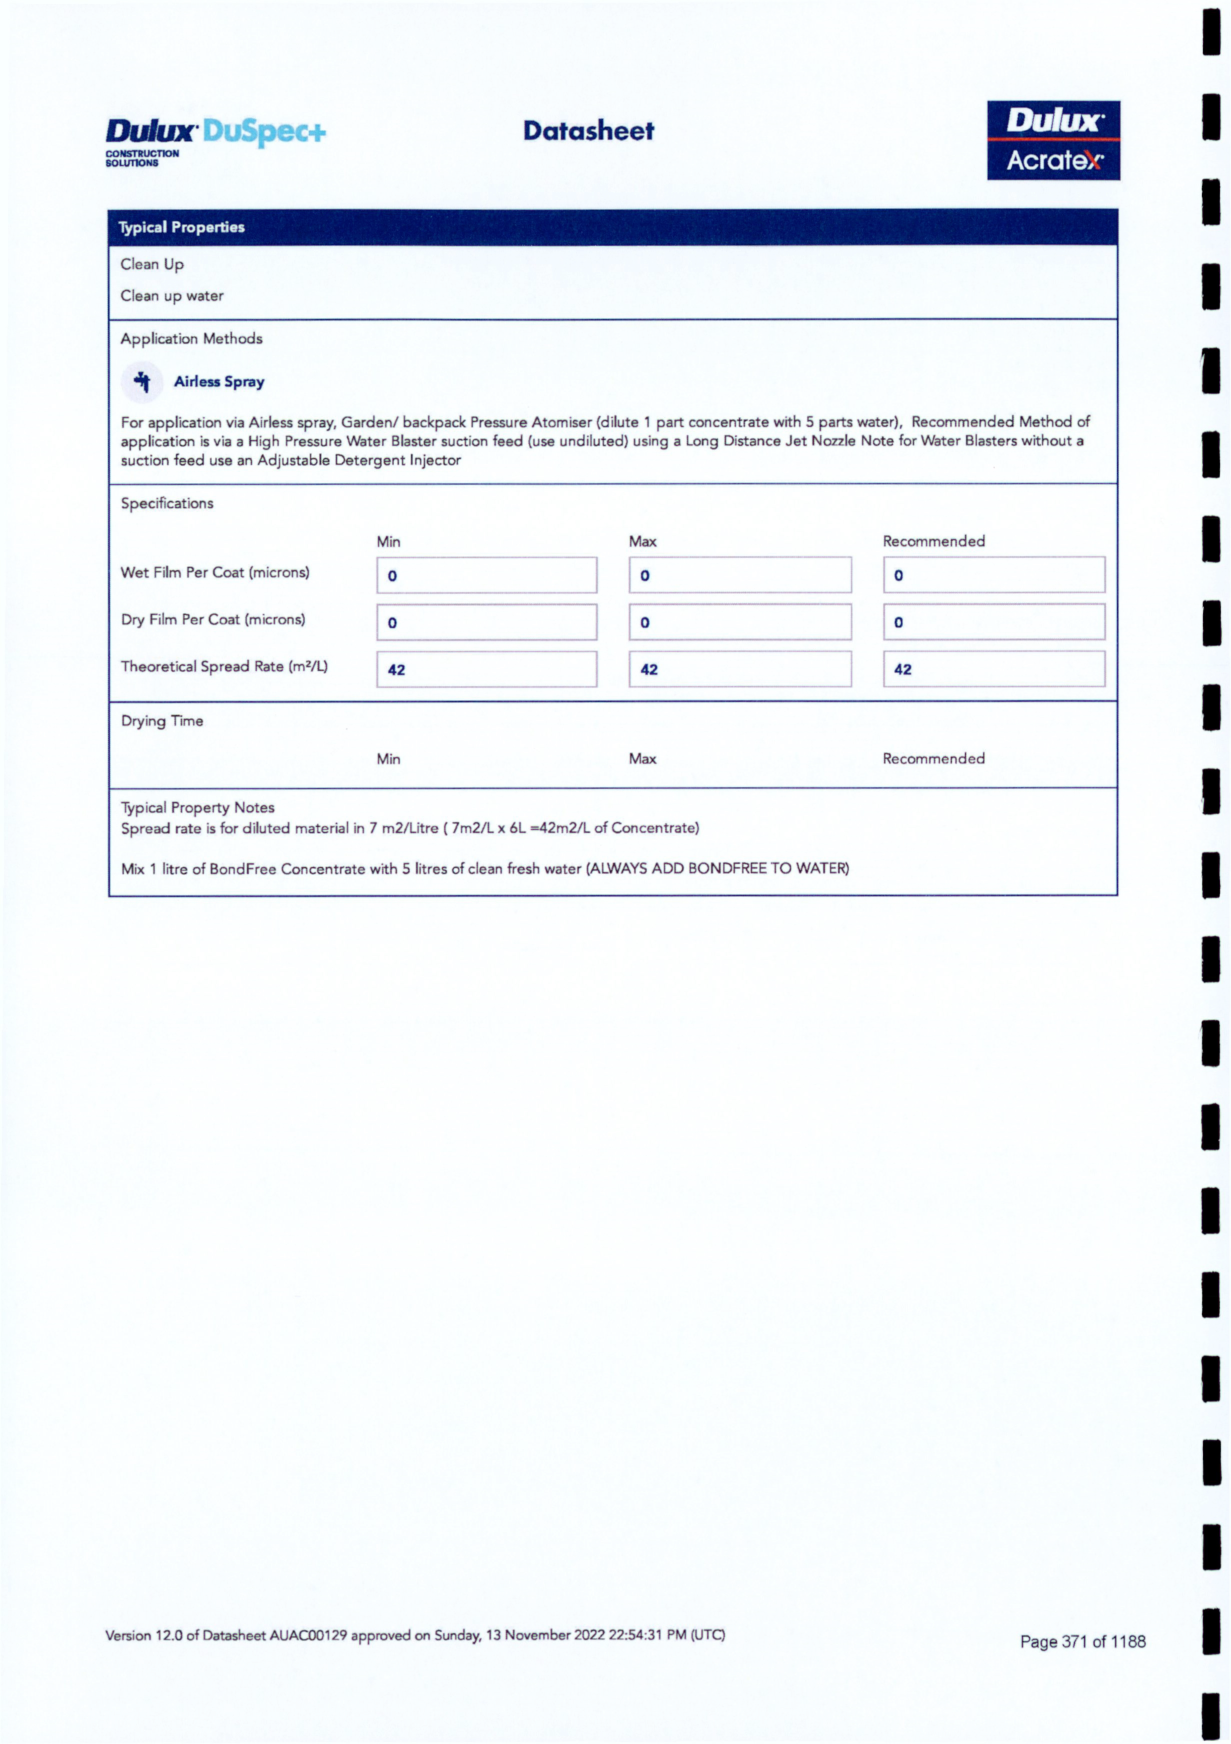 Dulux DuSpec+
CONSTRUCTION
SOLUTIONS
Datasheet
Dulux
Acratex
Typical Properties
Clean Up
Clean up water
Application Methods
Airless Spray
For application via Airless spray, Garden/ backpack Pressure Atomiser (dilute 1 part concentrate with 5 parts water), Recommended Method of
application is via a High Pressure Water Blaster suction feed (use undiluted) using a Long Distance Jet Nozzle Note for Water Blasters without a
suction feed use an Adjustable Detergent Injector
Specifications
Min Max Recommended
Wet Film Per Coat (microns) 0 0 0
Dry Film Per Coat (microns) 0 0 0
Theoretical Spread Rate (m²/L) 42 42 42
Drying Time
Min Max Recommended
Typical Property Notes
Spread rate is for diluted material in 7 m2/Litre ( 7m2/L x 6L =42m2/L of Concentrate)
Mix 1 litre of BondFree Concentrate with 5 litres of clean fresh water (ALWAYS ADD BONDFREE TO WATER)
Version 12.0 of Datasheet AUAC00129 approved on Sunday, 13 November 2022 22:54:31 PM (UTC)
Page 371 of 1188